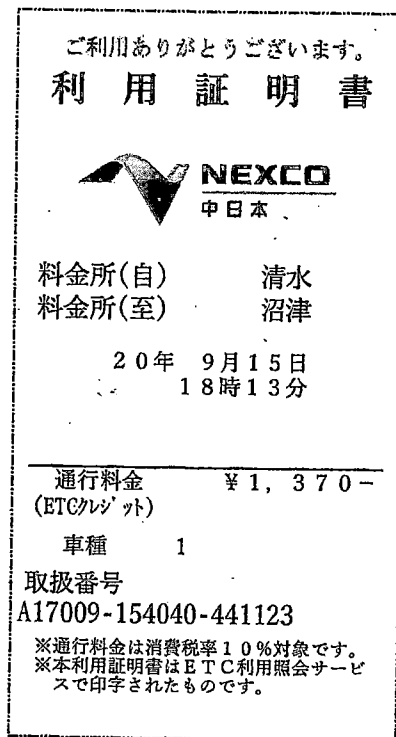 ご利用ありがとうございます。
利用証明書
NEXCO
中日本
料金所(自) 清水
料金所(至) 沼津
20年 9月15日
18時13分
通行料金 ¥1,370-
(ETCクレジット)
車種 1
取扱番号
A17009-154040-441123
※通行料金は消費税率10%対象です。
※本利用証明書はETC利用照会サービ
スで印字されたものです。